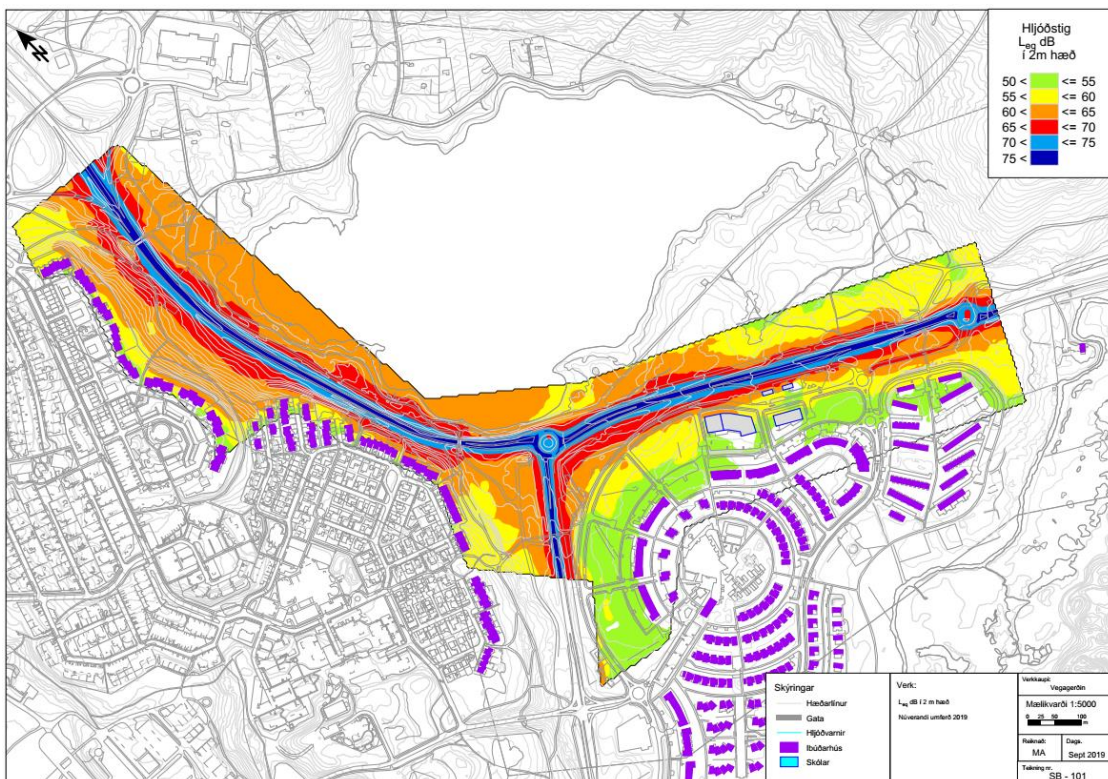 N
Hljóðstig
Leq dB
í 2m hæð
50 < <= 55
55 < <= 60
60 < <= 65
65 < <= 70
70 < <= 75
75 <
Skýringar
Hæðarlínur
Gata
Hljóðvarnir
Íbúðarhús
Skólar
Verk:
Leq dB í 2 m hæð
Núverandi umferð 2019
Verkkaupi:
Vegagerðin
Mælikvarði 1:5000
0 25 50 100
m
Reiknað:
MA
Dags.
Sept 2019
Teikning nr.
SB - 101